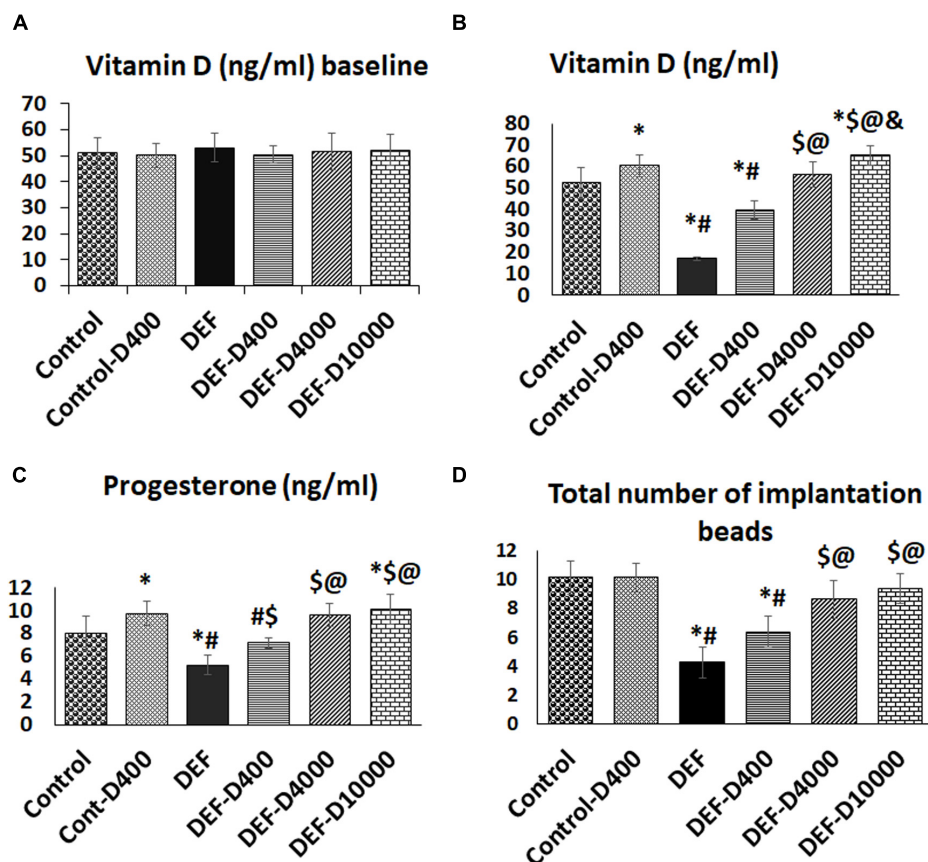 A
Vitamin D (ng/ml) baseline
70
60
50
40
30
20
10
0
Control
Control-D400
DEF
DEF-D400
DEF-D4000
DEF-D10000
B
Vitamin D (ng/ml)
80
70
60
50
40
30
20
10
0
*
*#
*#
$@
*$@&
Control
Control-D400
DEF
DEF-D400
DEF-D4000
DEF-D10000
C
Progesterone (ng/ml)
12
10
8
6
4
2
0
*
*#
#$
$@
*$@
Control
Cont-D400
DEF
DEF-D400
DEF-D4000
DEF-D10000
D
Total number of implantation
beads
12
10
8
6
4
2
0
*#
*#
$@
$@
Control
Control-D400
DEF
DEF-D400
DEF-D4000
DEF-D10000